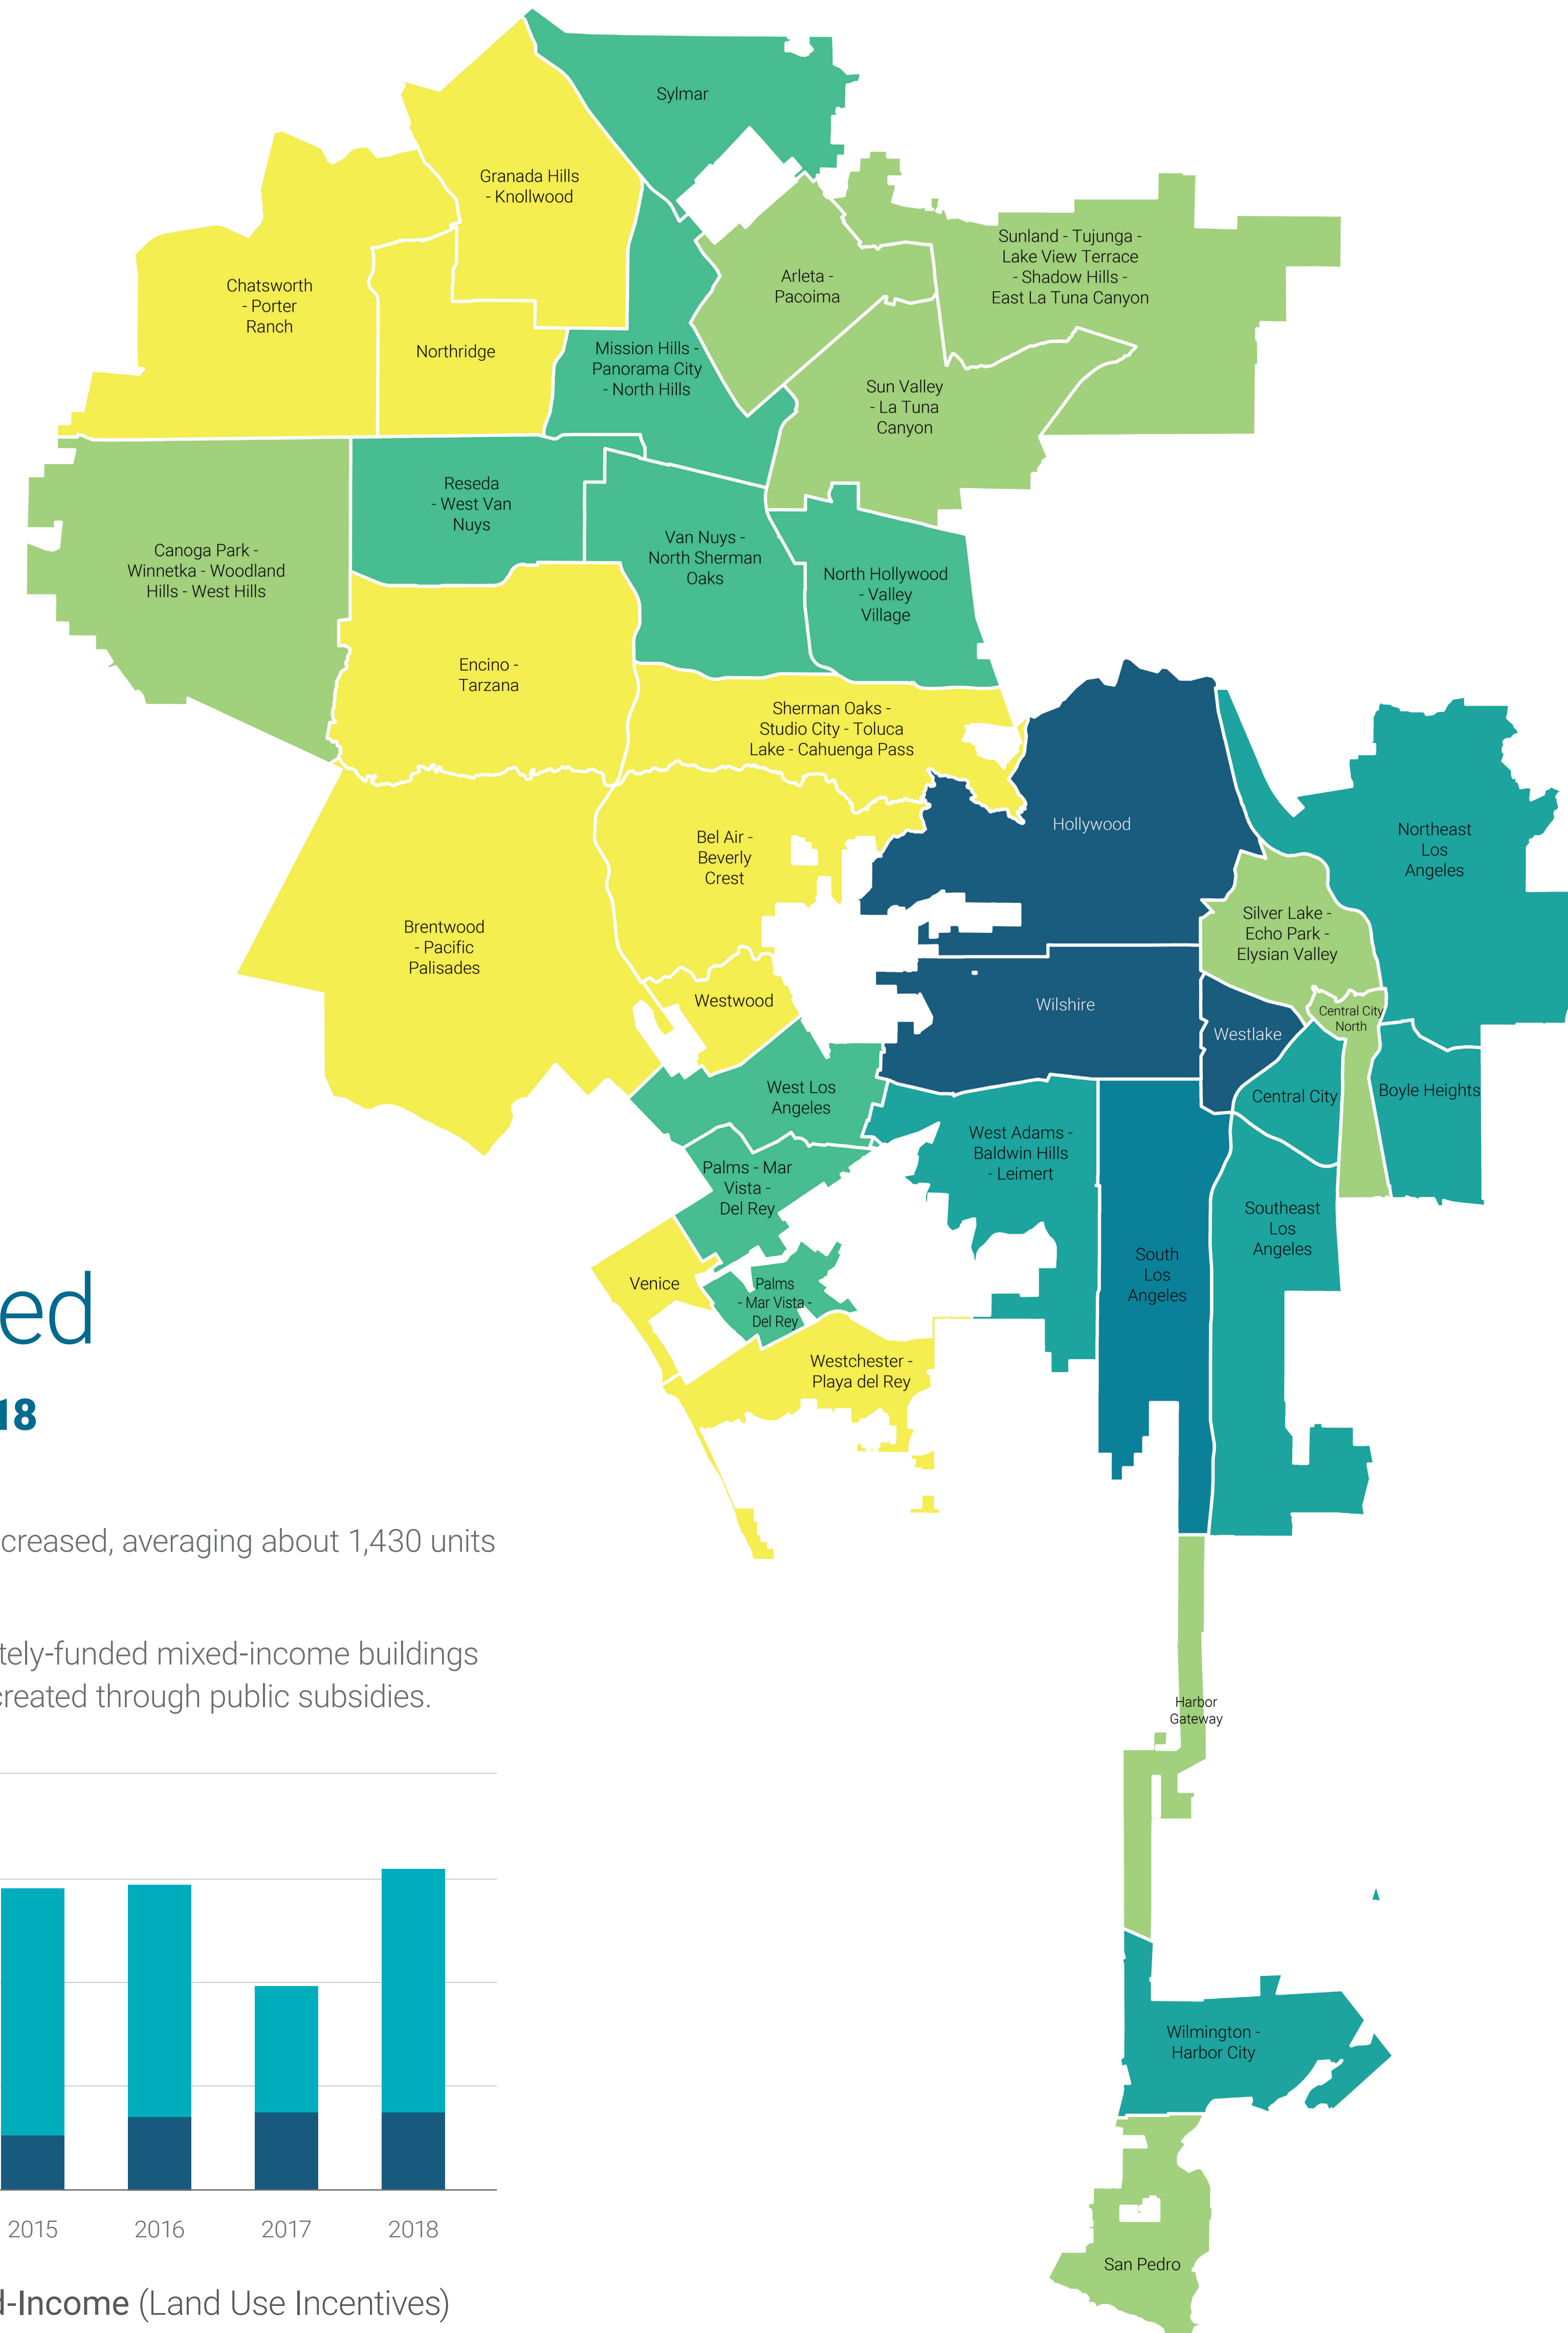 Sylmar
Granada Hills
- Knollwood
Sunland - Tujunga -
Lake View Terrace
- Shadow Hills -
East La Tuna Canyon
Arleta -
Pacoima
Chatsworth
- Porter
Ranch
Northridge
Mission Hills -
Panorama City
- North Hills
Sun Valley
- La Tuna
Canyon
Reseda
- West Van
Nuys
Canoga Park -
Winnetka - Woodland
Hills - West Hills
Van Nuys -
North Sherman
Oaks
North Hollywood
- Valley
Village
Encino -
Tarzana
Sherman Oaks -
Studio City - Toluca
Lake - Cahuenga Pass
Hollywood
Northeast
Los
Angeles
Bel Air -
Beverly
Crest
Silver Lake -
Echo Park -
Elysian Valley
Brentwood
- Pacific
Palisades
Westwood
Wilshire
Central City
North
Westlake
West Los
Angeles
Central City
Boyle Heights
West Adams -
Baldwin Hills
- Leimert
Palms - Mar
Vista -
Del Rey
Southeast
Los
Angeles
South
Los
Angeles
Venice
Palms
- Mar Vista -
Del Rey
Westchester -
Playa del Rey
ed
18
creased, averaging about 1,430 units
tely-funded mixed-income buildings
created through public subsidies.
Harbor
Gateway
Wilmington -
Harbor City
San Pedro
2015 2016 2017 2018
d-Income (Land Use Incentives)